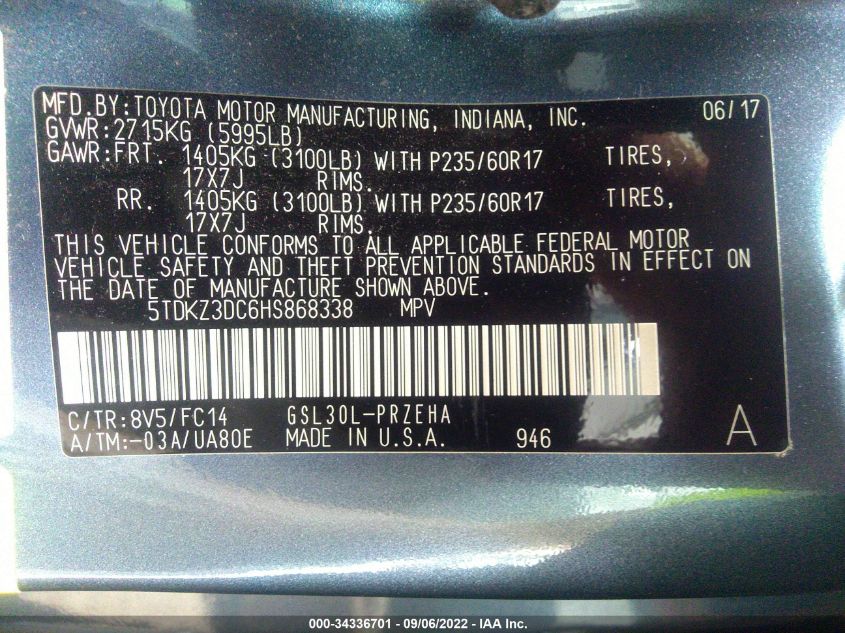 MFD.BY:TOYOTA MOTOR MANUFACTURING, INDIANA, INC. 06/17
GVWR:2715KG (5995LB)
GAWR:FRT. 1405KG (3100LB) WITH P235/60R17 TIRES,
17X7J RIMS.
RR. 1405KG (3100LB) WITH P235/60R17 TIRES,
17X7J RIMS.
THIS VEHICLE CONFORMS TO ALL APPLICABLE FEDERAL MOTOR
VEHICLE SAFETY AND THEFT PREVENTION STANDARDS IN EFFECT ON
THE DATE OF MANUFACTURE SHOWN ABOVE.
5TDKZ3DC6HS868338 MPV
C/TR:8V5/FC14 GSL30L-PRZEHA
A/TM:-03A/UA80E MADE IN U.S.A. 946 A
000-34336701 - 09/06/2022 - IAA Inc.